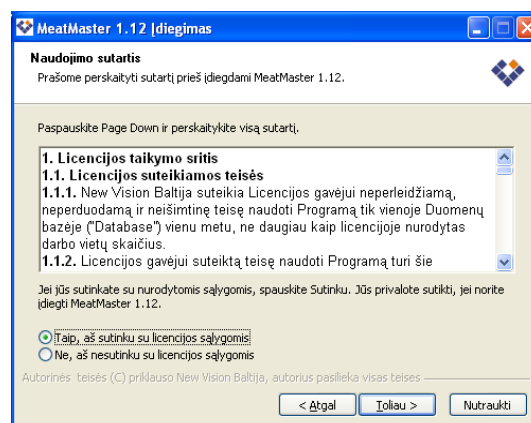 MeatMaster 1.12 Įdiegimas
Naudojimo sutartis
Prašome perskaityti sutartį prieš įdiegdami MeatMaster 1.12.
Paspauskite Page Down ir perskaitykite visą sutartį.
1. Licencijos taikymo sritis
1.1. Licencijos suteikiamos teisės
1.1.1. New Vision Baltija suteikia Licencijos gavėjui neperleidžiamą,
neperduodamą ir neišimtinę teisę naudoti Programą tik vienoje Duomenų
bazėje ("Database") vienu metu, ne daugiau kaip licencijoje nurodytas
darbo vietų skaičius.
1.1.2. Licencijos gavėjui suteiktą teisę naudoti Programą turi šie
Jei jūs sutinkate su nurodytomis sąlygomis, spauskite Sutinku. Jūs privalote sutikti, jei norite
įdiegti MeatMaster 1.12.
Taip, aš sutinku su licencijos sąlygomis
Ne, aš nesutinku su licencijos sąlygomis
Autorinės teisės (C) priklauso New Vision Baltija, autorius pasilieka visas teises
< Atgal Toliau > Nutraukti